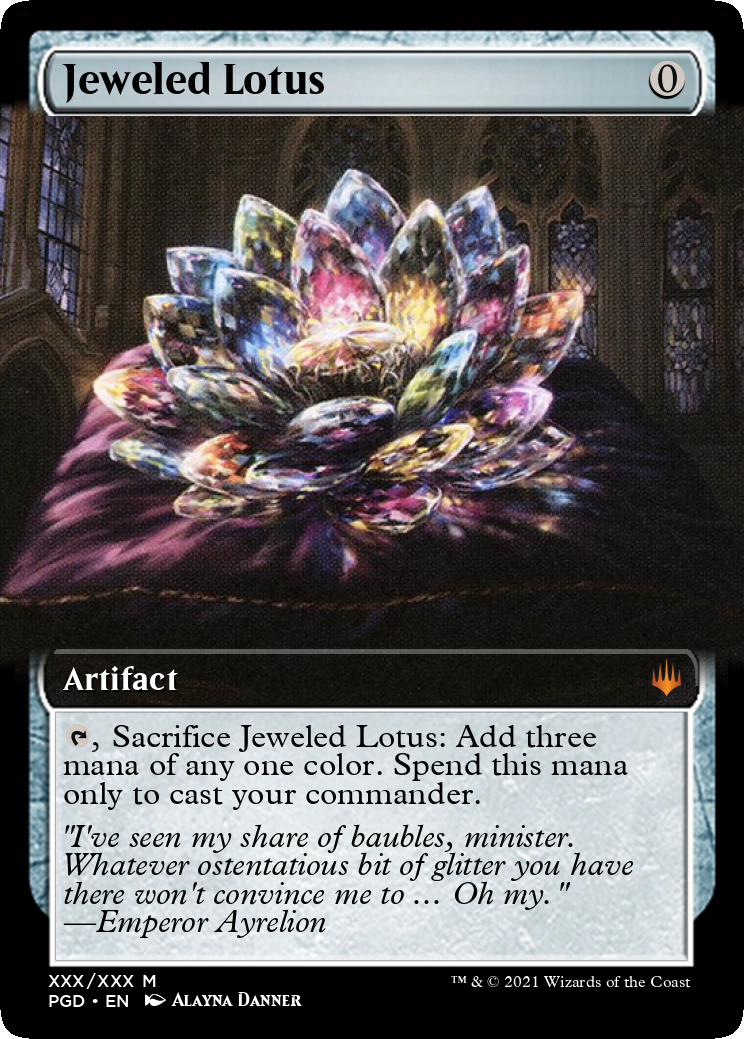 Jeweled Lotus 0
Artifact
, Sacrifice Jeweled Lotus: Add three
mana of any one color. Spend this mana
only to cast your commander.
"I've seen my share of baubles, minister.
Whatever ostentatious bit of glitter you have
there won't convince me to … Oh my."
—Emperor Ayrelion
XXX/XXX M
PGD • EN ALAYNA DANNER
™ & © 2021 Wizards of the Coast